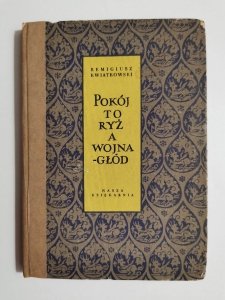 REMIGIUSZ
KWIATKOWSKI
POKÓJ
TO
RYŻ
A
WOJNA
-GŁÓD
NASZA
KSIĘGARNIA